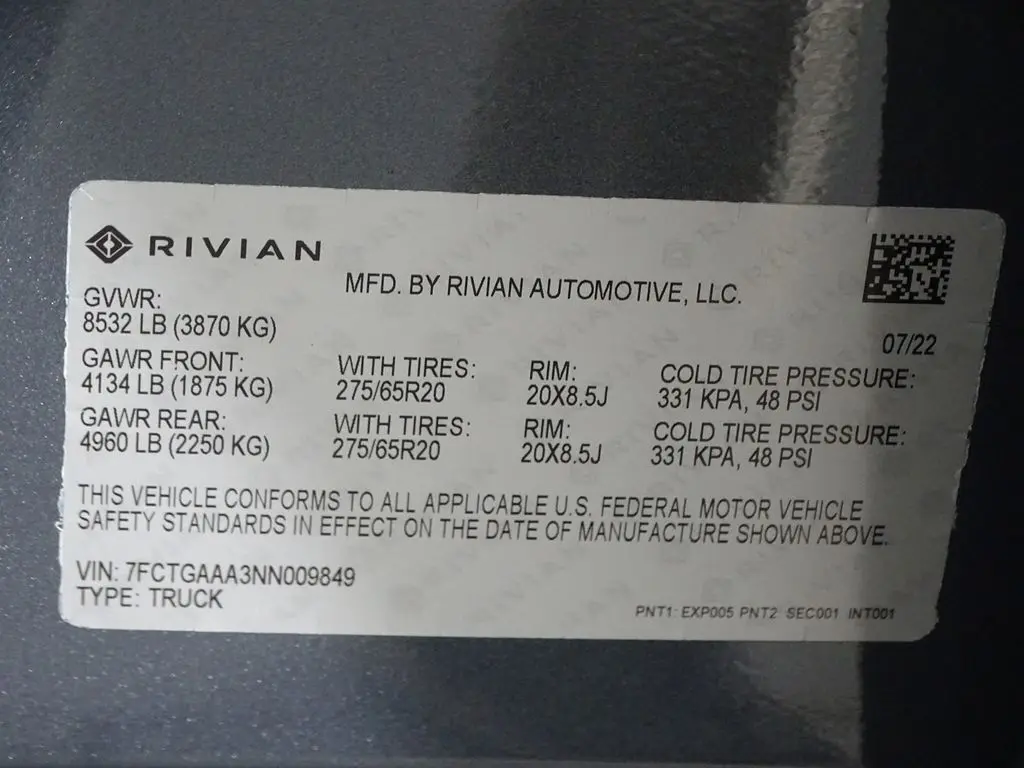 RIVIAN
MFD. BY RIVIAN AUTOMOTIVE, LLC.
07/22
GVWR:
8532 LB (3870 KG)
GAWR FRONT: WITH TIRES: RIM: COLD TIRE PRESSURE:
4134 LB (1875 KG) 275/65R20 20X8.5J 331 KPA, 48 PSI
GAWR REAR: WITH TIRES: RIM: COLD TIRE PRESSURE:
4960 LB (2250 KG) 275/65R20 20X8.5J 331 KPA, 48 PSI
THIS VEHICLE CONFORMS TO ALL APPLICABLE U.S. FEDERAL MOTOR VEHICLE
SAFETY STANDARDS IN EFFECT ON THE DATE OF MANUFACTURE SHOWN ABOVE.
VIN: 7FCTGAAA3NN009849
TYPE: TRUCK
PNT1: EXP005 PNT2: SEC001 INT001